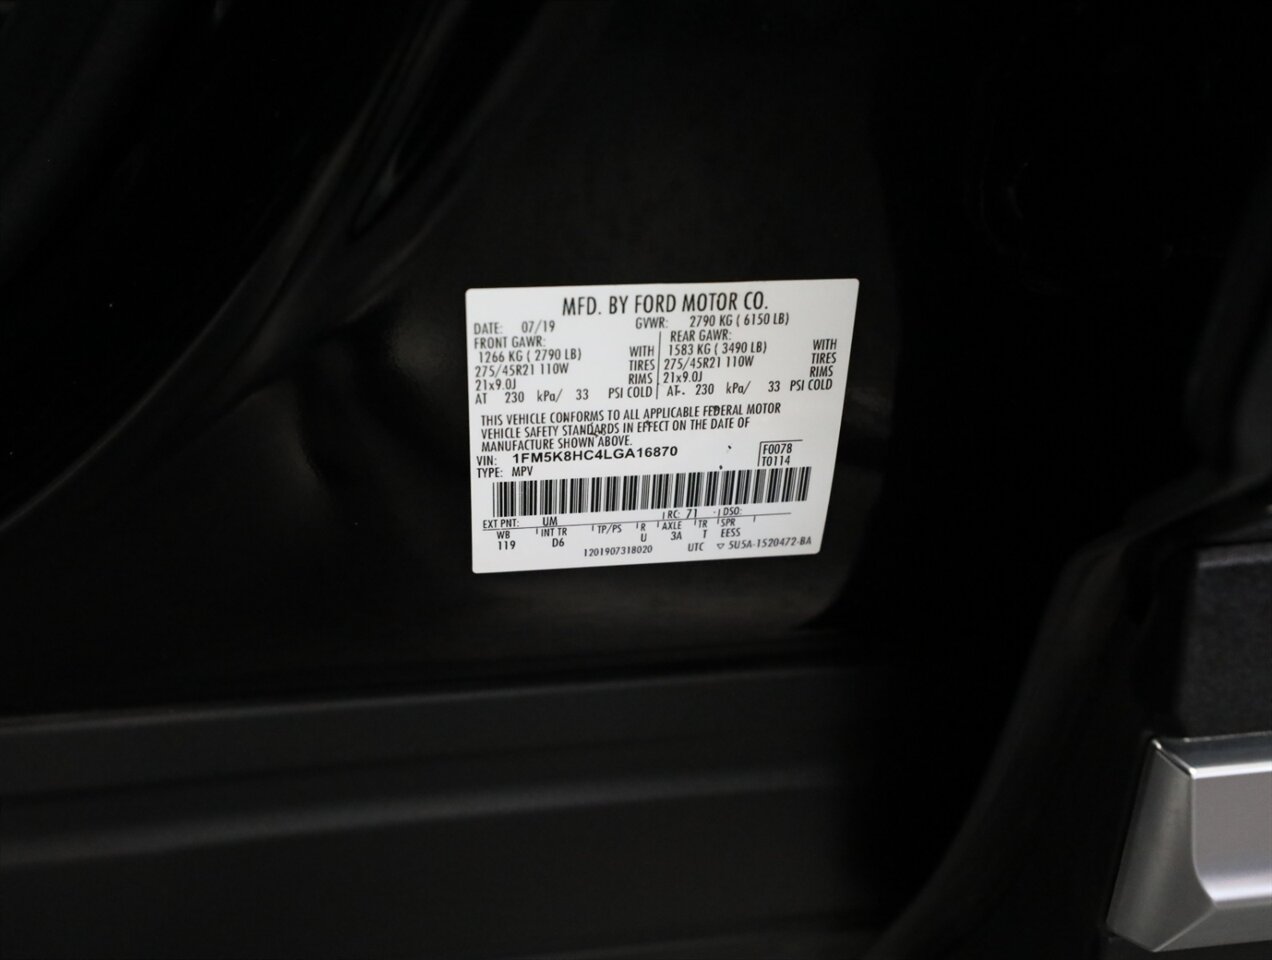 MFD. BY FORD MOTOR CO.
DATE: 07/19 GVWR: 2790 KG ( 6150 LB)
FRONT GAWR: REAR GAWR:
1266 KG ( 2790 LB) WITH 1583 KG ( 3490 LB) WITH
275/45R21 110W TIRES 275/45R21 110W TIRES
21x9.0J RIMS 21x9.0J RIMS
AT 230 kPa/ 33 PSI COLD AT 230 kPa/ 33 PSI COLD
THIS VEHICLE CONFORMS TO ALL APPLICABLE FEDERAL MOTOR
VEHICLE SAFETY STANDARDS IN EFFECT ON THE DATE OF
MANUFACTURE SHOWN ABOVE.
VIN: 1FM5K8HC4LGA16870 F0078
TYPE: MPV T0114
EXT PNT: UM RC: 71 DSO:
WB INT TR TP/PS R AXLE TR SPR
119 D6 U 3A T EESS
1201907318020 UTC ▽ 5U5A-1520472-BA